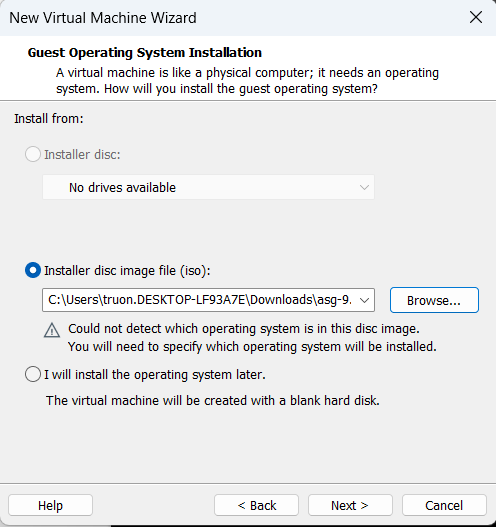 New Virtual Machine Wizard
Guest Operating System Installation
A virtual machine is like a physical computer; it needs an operating
system. How will you install the guest operating system?
Install from:
Installer disc:
No drives available
Installer disc image file (iso):
C:\Users\truon.DESKTOP-LF93A7E\Downloads\asg-9.
Browse...
Could not detect which operating system is in this disc image.
You will need to specify which operating system will be installed.
I will install the operating system later.
The virtual machine will be created with a blank hard disk.
Help
< Back
Next >
Cancel